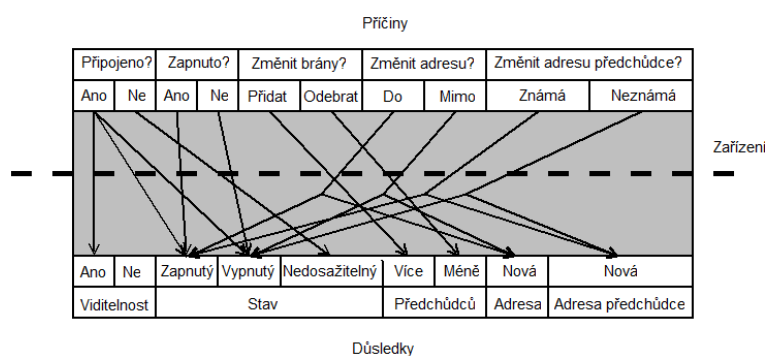 Příčiny
Připojeno? Zapnuto? Změnit brány? Změnit adresu? Změnit adresu předchůdce?
Ano Ne Ano Ne Přidat Odebrat Do Mimo Známá Neznámá
Zařízení
Ano Ne Zapnutý Vypnutý Nedosažitelný Více Méně Nová Nová
Viditelnost Stav Předchůdců Adresa Adresa předchůdce
Důsledky